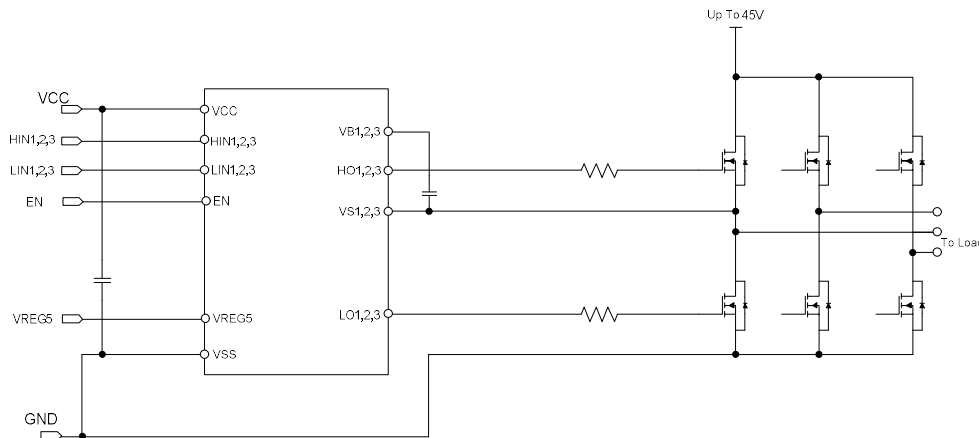 Up To 45V
VCC
VCC
VB1,2,3
HIN1,2,3
HIN1,2,3
LIN1,2,3
LIN1,2,3
HO1,2,3
EN
EN
VS1,2,3
To Load
VREG5
VREG5
LO1,2,3
VSS
GND